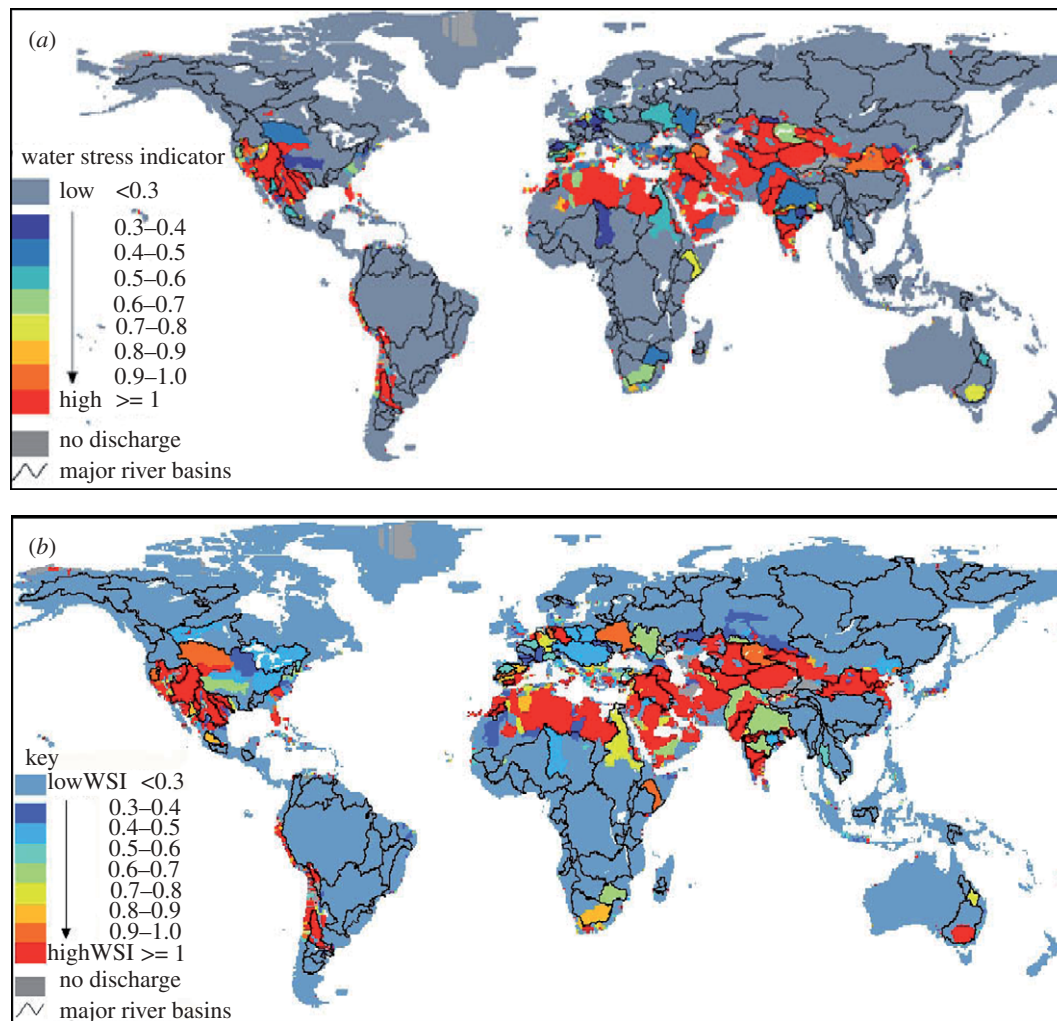 (a)
water stress indicator
low <0.3
0.3–0.4
0.4–0.5
0.5–0.6
0.6–0.7
0.7–0.8
0.8–0.9
0.9–1.0
high >= 1
no discharge
major river basins
(b)
key
lowWSI <0.3
0.3–0.4
0.4–0.5
0.5–0.6
0.6–0.7
0.7–0.8
0.8–0.9
0.9–1.0
highWSI >= 1
no discharge
major river basins